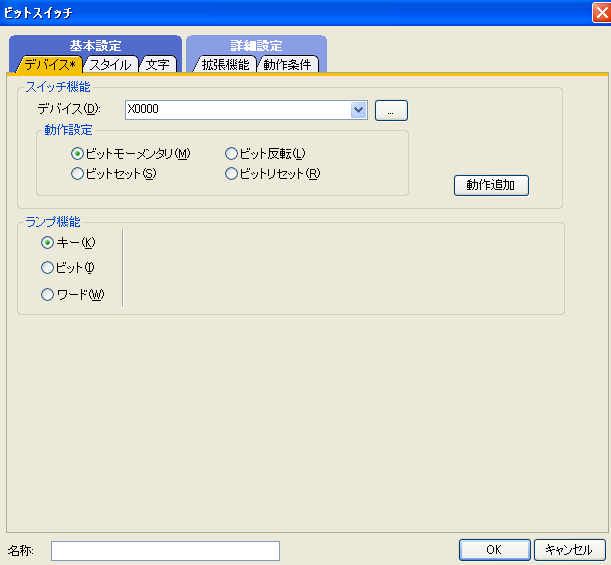 ビットスイッチ
基本設定 詳細設定
デバイス* スタイル 文字 拡張機能 動作条件
スイッチ機能
デバイス(D): X0000 ...
動作設定
ビットモーメンタリ(M) ビット反転(L)
ビットセット(S) ビットリセット(R)
動作追加
ランプ機能
キー(K)
ビット(I)
ワード(W)
名称: OK キャンセル